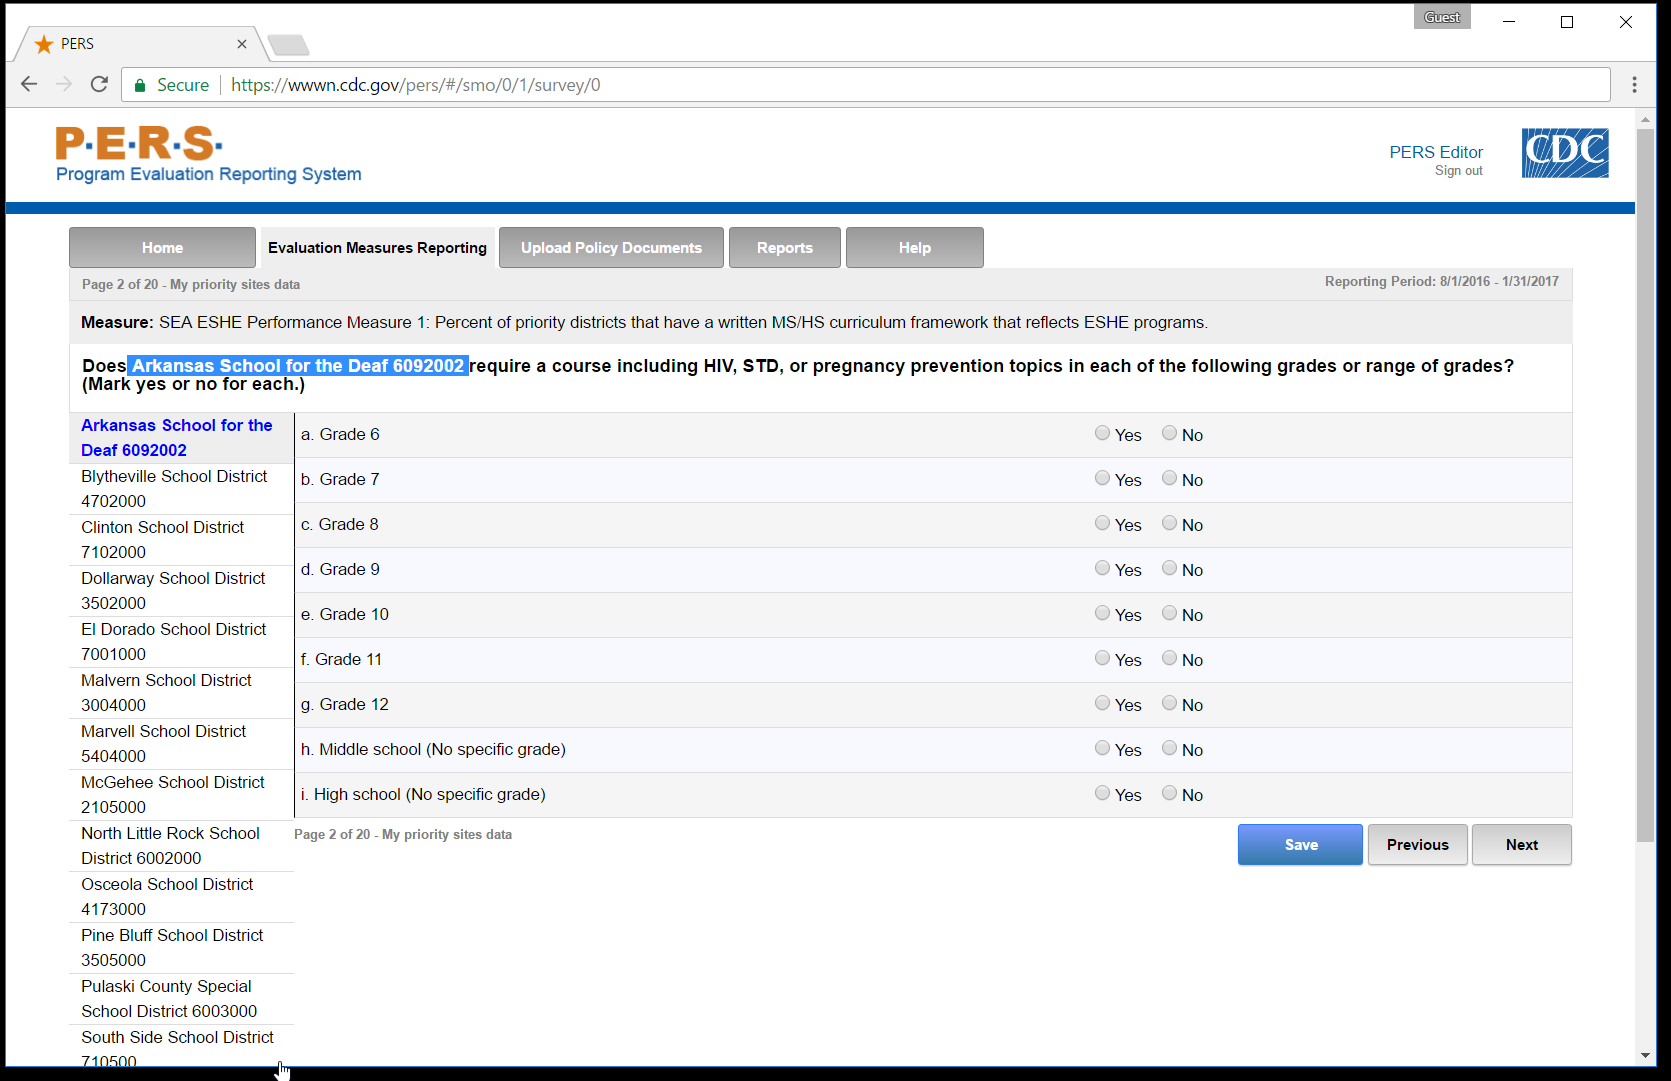 Guest
PERS
Secure https://wwwn.cdc.gov/pers/#/smo/0/1/survey/0
P·E·R·S·
Program Evaluation Reporting System
PERS Editor
Sign out
CDC
Home Evaluation Measures Reporting Upload Policy Documents Reports Help
Page 2 of 20 - My priority sites data Reporting Period: 8/1/2016 - 1/31/2017
Measure: SEA ESHE Performance Measure 1: Percent of priority districts that have a written MS/HS curriculum framework that reflects ESHE programs.
Does Arkansas School for the Deaf 6092002 require a course including HIV, STD, or pregnancy prevention topics in each of the following grades or range of grades?
(Mark yes or no for each.)
Arkansas School for the
Deaf 6092002
Blytheville School District
4702000
Clinton School District
7102000
Dollarway School District
3502000
El Dorado School District
7001000
Malvern School District
3004000
Marvell School District
5404000
McGehee School District
2105000
North Little Rock School
District 6002000
Osceola School District
4173000
Pine Bluff School District
3505000
Pulaski County Special
School District 6003000
South Side School District
710500
a. Grade 6 Yes No
b. Grade 7 Yes No
c. Grade 8 Yes No
d. Grade 9 Yes No
e. Grade 10 Yes No
f. Grade 11 Yes No
g. Grade 12 Yes No
h. Middle school (No specific grade) Yes No
i. High school (No specific grade) Yes No
Page 2 of 20 - My priority sites data
Save Previous Next